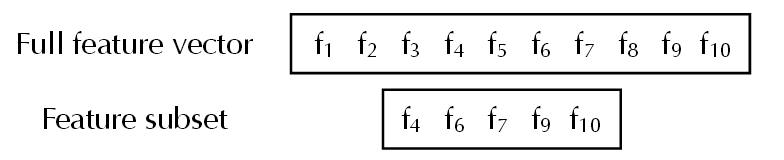 Full feature vector f₁ f₂ f₃ f₄ f₅ f₆ f₇ f₈ f₉ f₁₀
Feature subset f₄ f₆ f₇ f₉ f₁₀